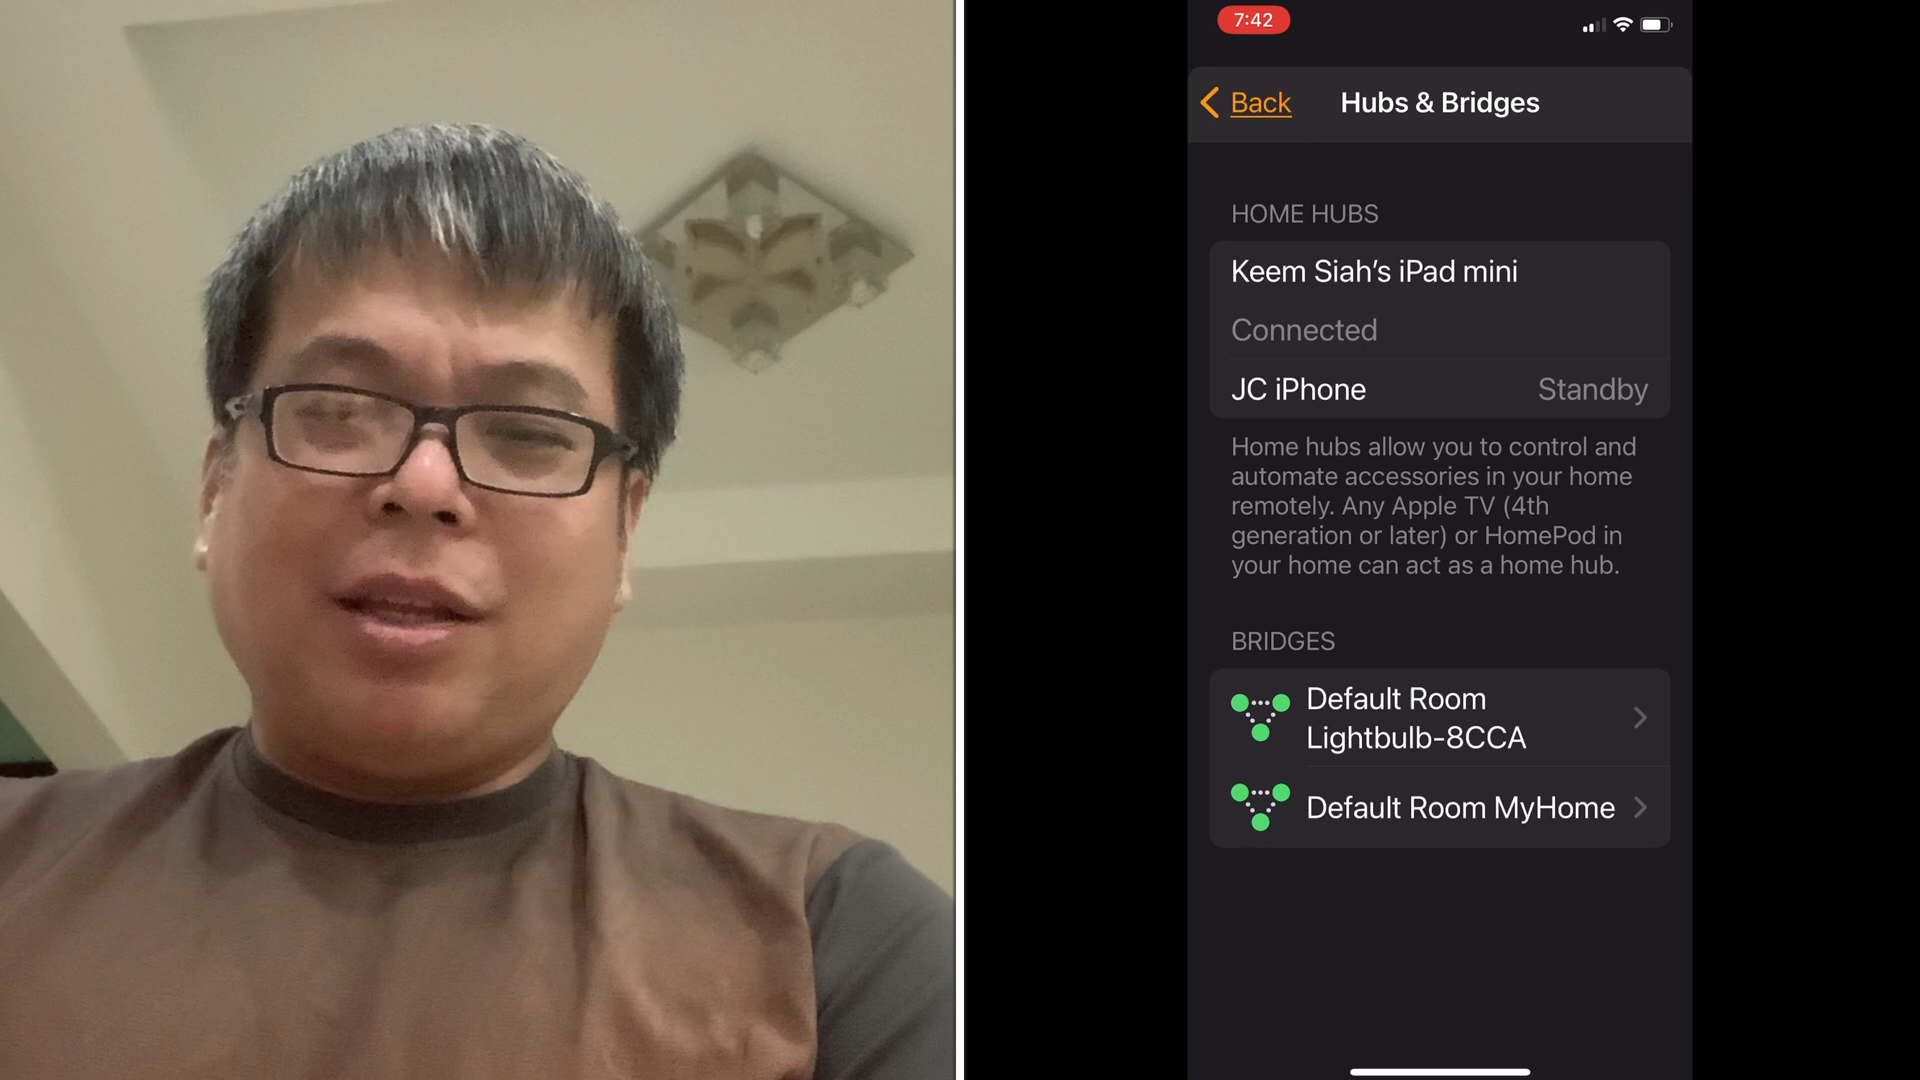 7:42
Back
Hubs & Bridges
HOME HUBS
Keem Siah’s iPad mini
Connected
JC iPhone Standby
Home hubs allow you to control and
automate accessories in your home
remotely. Any Apple TV (4th
generation or later) or HomePod in
your home can act as a home hub.
BRIDGES
Default Room
Lightbulb-8CCA
Default Room MyHome